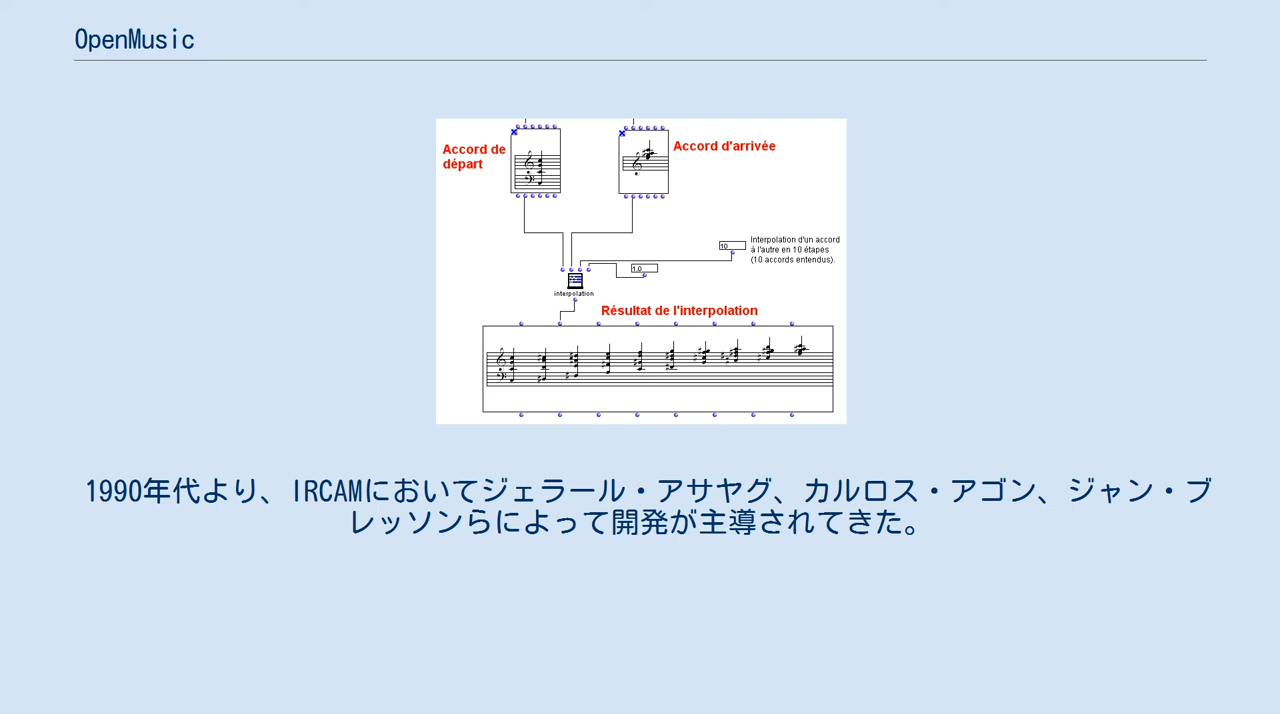 OpenMusic
Accord de
départ
Accord d'arrivée
10
Interpolation d'un accord
à l'autre en 10 étapes
(10 accords entendus).
1.0
interpolation
Résultat de l'interpolation
1990年代より、IRCAMにおいてジェラール・アサヤグ、カルロス・アゴン、ジャン・ブ
レッソンらによって開発が主導されてきた。